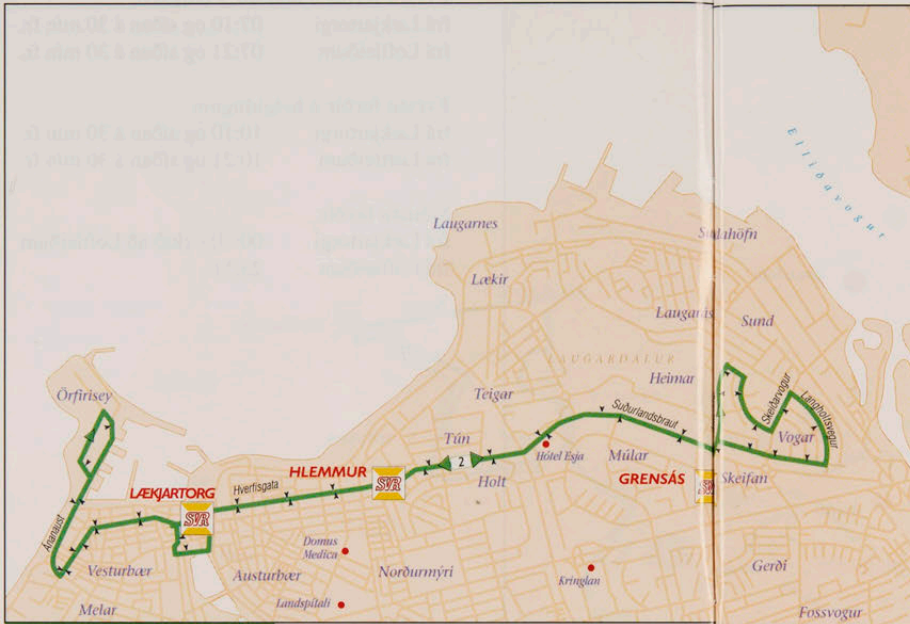 Elliðavogur
Laugarnes
Sundahöfn
Lækir
Laugarás
Sund
LAUGARDALUR
Heimar
Örfirisey
Teigar
Skeiðarvogur
Langholtsvegur
Suðurlandsbraut
Vogar
Tún
2
Hótel Esja
Múlar
HLEMMUR
SVR
Holt
GRENSÁS
Skeifan
LÆKJARTORG
SVR
Hverfisgata
Ánanaust
Domus
Medica
Vesturbær
Austurbær
Norðurmýri
Kringlan
Gerði
Melar
Landspítali
Fossvogur